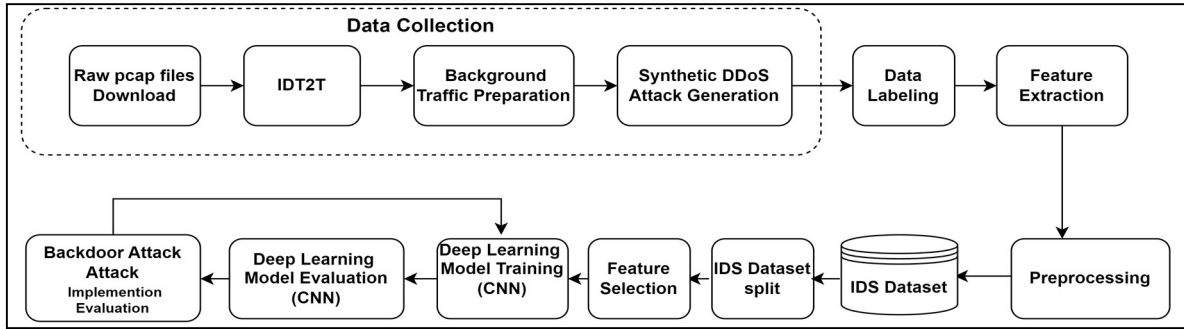 Data Collection
Raw pcap files
Download
IDT2T
Background
Traffic Preparation
Synthetic DDoS
Attack Generation
Data
Labeling
Feature
Extraction
Backdoor Attack
Attack
Implemention
Evaluation
Deep Learning
Model Evaluation
(CNN)
Deep Learning
Model Training
(CNN)
Feature
Selection
IDS Dataset
split
IDS Dataset
Preprocessing